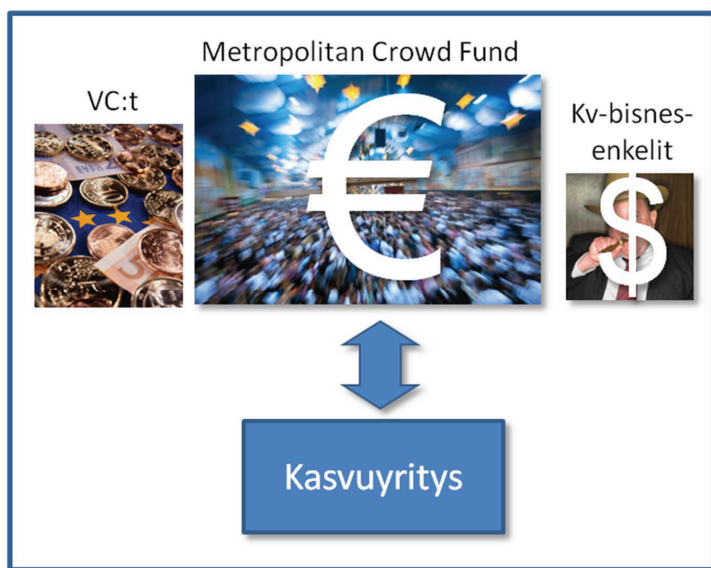 Metropolitan Crowd Fund
VC:t
Kv-bisnes-
enkelit
€
$
Kasvuyritys